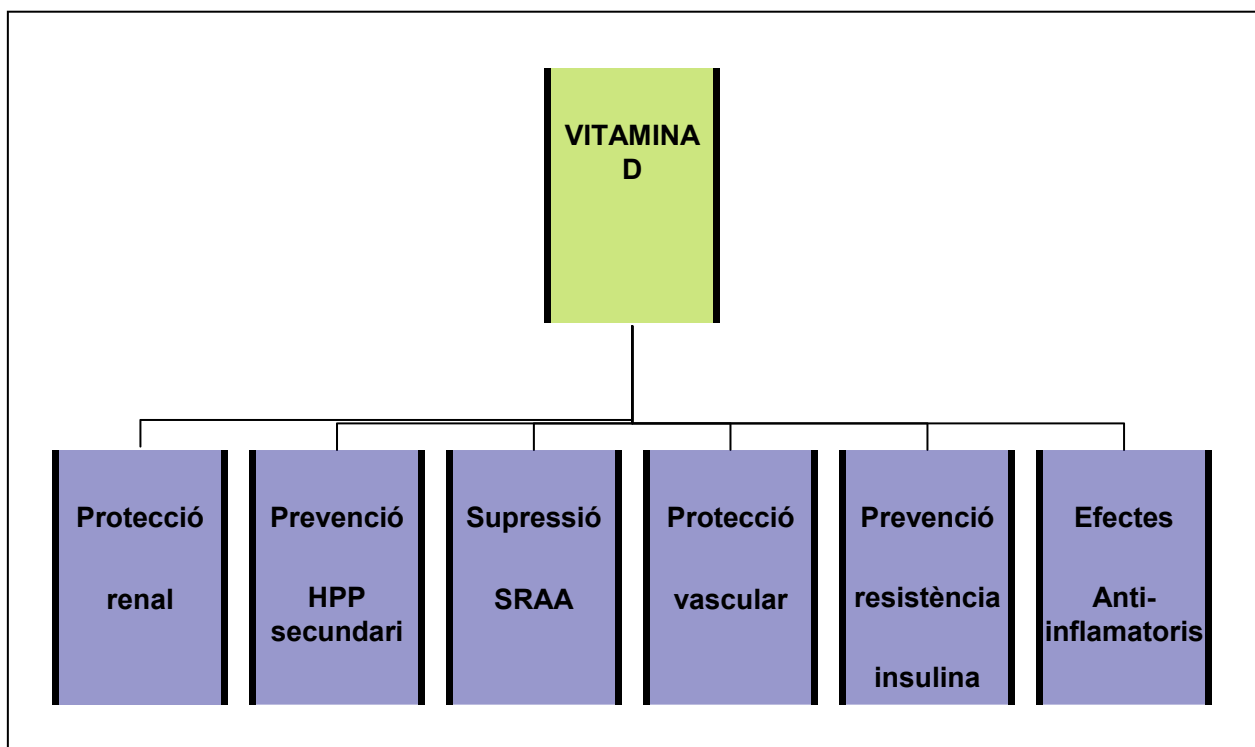 VITAMINA
D
Protecció
renal
Prevenció
HPP
secundari
Supressió
SRAA
Protecció
vascular
Prevenció
resistència
insulina
Efectes
Anti-
inflamatoris